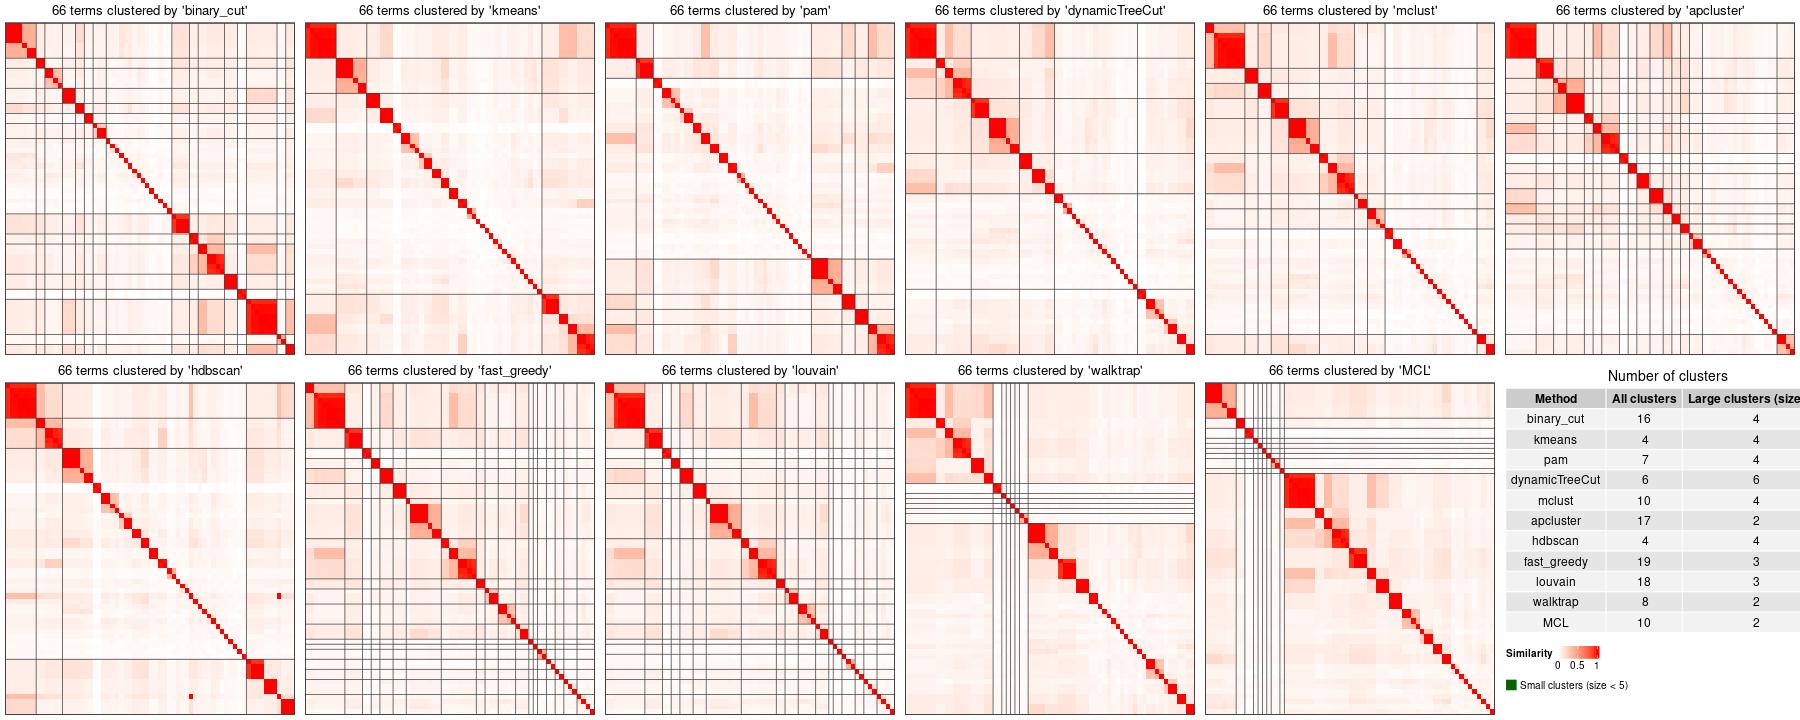 66 terms clustered by 'binary_cut'
66 terms clustered by 'kmeans'
66 terms clustered by 'pam'
66 terms clustered by 'dynamicTreeCut'
66 terms clustered by 'mclust'
66 terms clustered by 'apcluster'
66 terms clustered by 'hdbscan'
66 terms clustered by 'fast_greedy'
66 terms clustered by 'louvain'
66 terms clustered by 'walktrap'
66 terms clustered by 'MCL'
Number of clusters
Method All clusters Large clusters (size
binary_cut 16 4
kmeans 4 4
pam 7 4
dynamicTreeCut 6 6
mclust 10 4
apcluster 17 2
hdbscan 4 4
fast_greedy 19 3
louvain 18 3
walktrap 8 2
MCL 10 2
Similarity
0 0.5 1
Small clusters (size < 5)